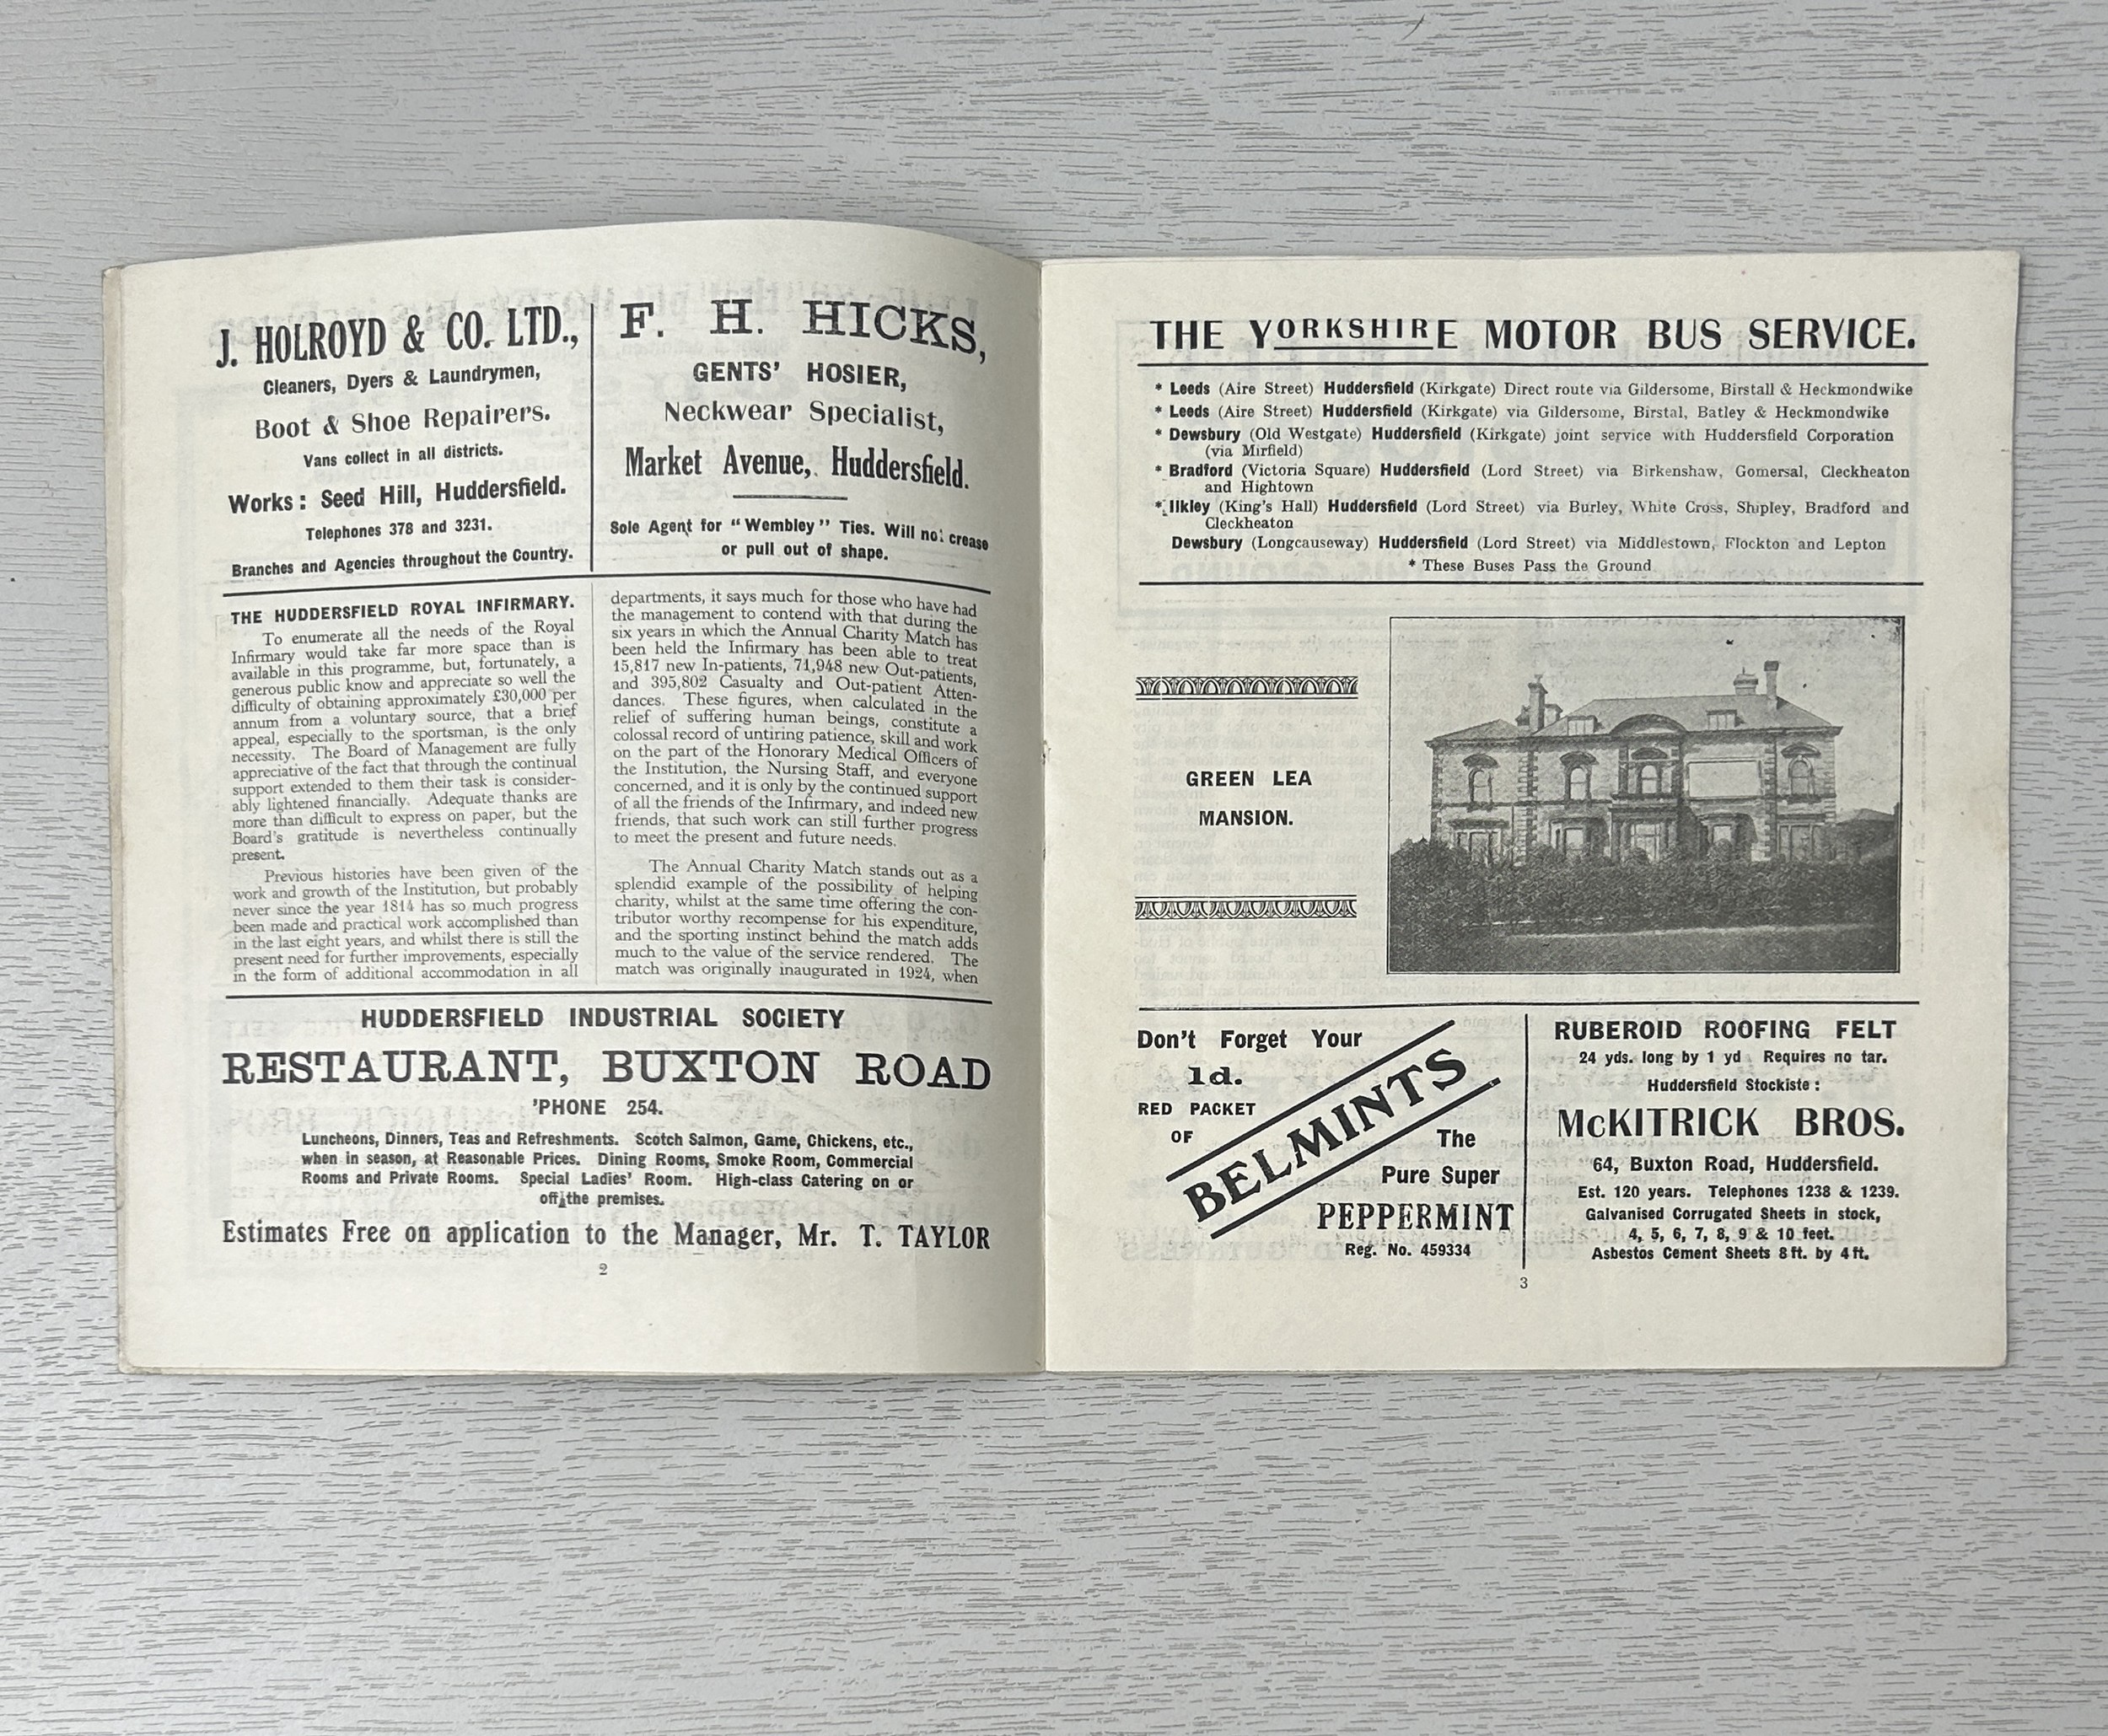 J. HOLROYD & CO. LTD.,
Cleaners, Dyers & Laundrymen,
Boot & Shoe Repairers.
Vans collect in all districts.
Works: Seed Hill, Huddersfield.
Telephones 378 and 3231.
Branches and Agencies throughout the Country.
F. H. HICKS,
GENTS' HOSIER,
Neckwear Specialist,
Market Avenue, Huddersfield.
Sole Agent for "Wembley" Ties. Will not crease
or pull out of shape.
THE HUDDERSFIELD ROYAL INFIRMARY.
To enumerate all the needs of the Royal
Infirmary would take far more space than is
available in this programme, but, fortunately, a
generous public know and appreciate so well the
difficulty of obtaining approximately £30,000 per
annum from a voluntary source, that a brief
appeal, especially to the sportsman, is the only
necessity. The Board of Management are fully
appreciative of the fact that through the continual
support extended to them their task is consider-
ably lightened financially. Adequate thanks are
more than difficult to express on paper, but the
Board's gratitude is nevertheless continually
present.
Previous histories have been given of the
work and growth of the Institution, but probably
never since the year 1814 has so much progress
been made and practical work accomplished than
in the last eight years, and whilst there is still the
present need for further improvements, especially
in the form of additional accommodation in all
departments, it says much for those who have had
the management to contend with that during the
six years in which the Annual Charity Match has
been held the Infirmary has been able to treat
15,817 new In-patients, 71,948 new Out-patients,
and 395,802 Casualty and Out-patient Atten-
dances. These figures, when calculated in the
relief of suffering human beings, constitute a
colossal record of untiring patience, skill and work
on the part of the Honorary Medical Officers of
the Institution, the Nursing Staff, and everyone
concerned, and it is only by the continued support
of all the friends of the Infirmary, and indeed new
friends, that such work can still further progress
to meet the present and future needs.
The Annual Charity Match stands out as a
splendid example of the possibility of helping
charity, whilst at the same time offering the con-
tributor worthy recompense for his expenditure,
and the sporting instinct behind the match adds
much to the value of the service rendered. The
match was originally inaugurated in 1924, when
HUDDERSFIELD INDUSTRIAL SOCIETY
RESTAURANT, BUXTON ROAD
'PHONE 254.
Luncheons, Dinners, Teas and Refreshments. Scotch Salmon, Game, Chickens, etc.,
when in season, at Reasonable Prices. Dining Rooms, Smoke Room, Commercial
Rooms and Private Rooms. Special Ladies' Room. High-class Catering on or
off the premises.
Estimates Free on application to the Manager, Mr. T. TAYLOR
2
THE YORKSHIRE MOTOR BUS SERVICE.
* Leeds (Aire Street) Huddersfield (Kirkgate) Direct route via Gildersome, Birstall & Heckmondwike
* Leeds (Aire Street) Huddersfield (Kirkgate) via Gildersome, Birstal, Batley & Heckmondwike
* Dewsbury (Old Westgate) Huddersfield (Kirkgate) joint service with Huddersfield Corporation
(via Mirfield)
* Bradford (Victoria Square) Huddersfield (Lord Street) via Birkenshaw, Gomersal, Cleckheaton
and Hightown
* Ilkley (King's Hall) Huddersfield (Lord Street) via Burley, White Cross, Shipley, Bradford and
Cleckheaton
Dewsbury (Longcauseway) Huddersfield (Lord Street) via Middlestown, Flockton and Lepton
* These Buses Pass the Ground
GREEN LEA
MANSION.
Don't Forget Your
1d.
RED PACKET
OF
BELMINTS
The
Pure Super
PEPPERMINT
Reg. No. 459334
RUBEROID ROOFING FELT
24 yds. long by 1 yd Requires no tar.
Huddersfield Stockiste:
McKITRICK BROS.
64, Buxton Road, Huddersfield.
Est. 120 years. Telephones 1238 & 1239.
Galvanised Corrugated Sheets in stock,
4, 5, 6, 7, 8, 9 & 10 feet.
Asbestos Cement Sheets 8 ft. by 4 ft.
3